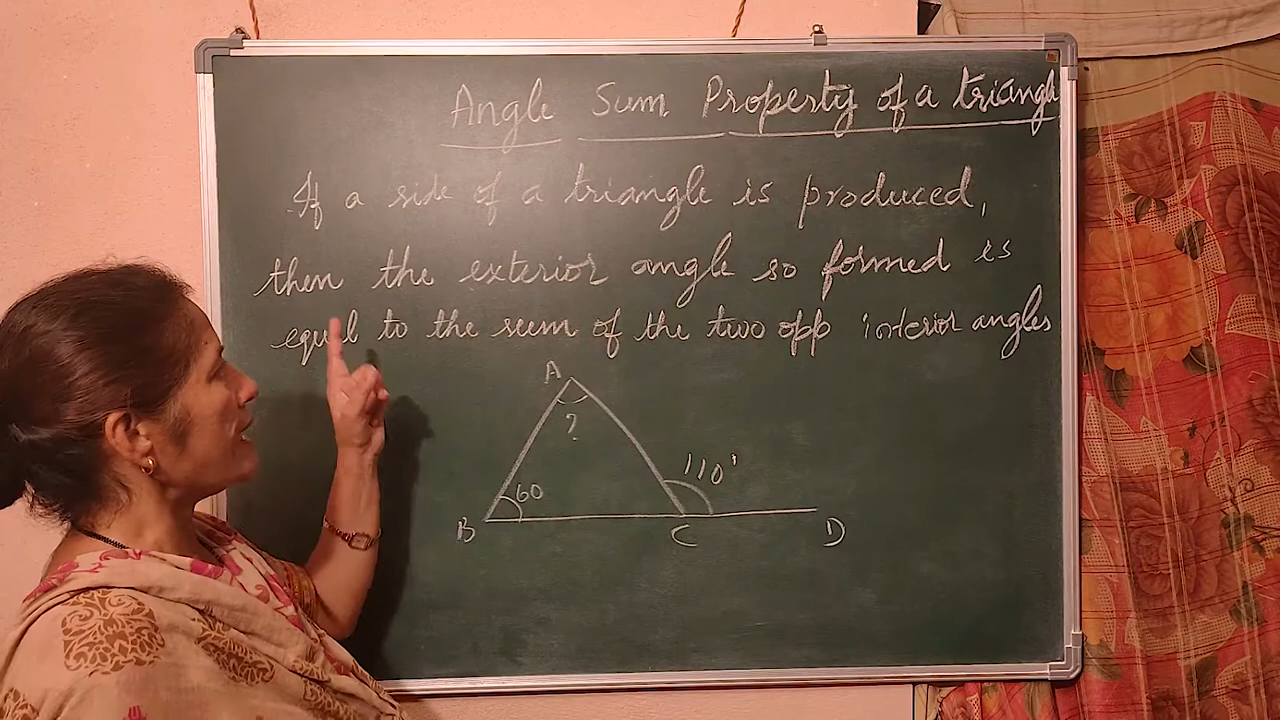 Angle Sum Property of a triangle
If a side of a triangle is produced,
then the exterior angle so formed is
equal to the seem of the two opp interior angles
A
?
110°
60
B
C
D